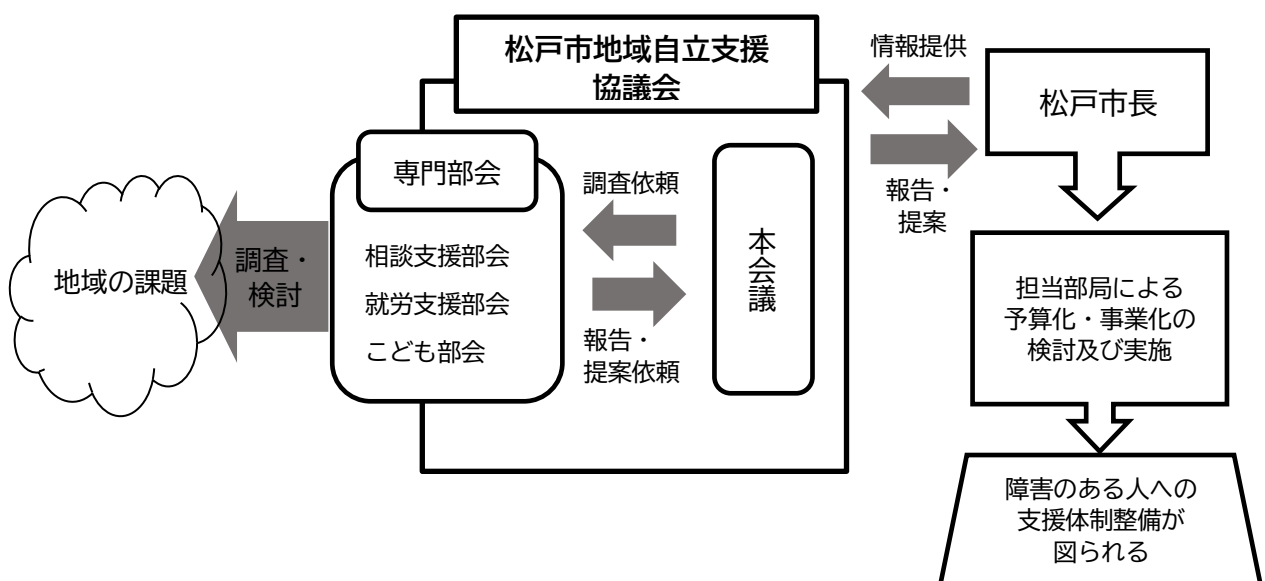 松戸市地域自立支援
協議会
情報提供
松戸市長
報告・
提案
専門部会
相談支援部会
就労支援部会
こども部会
調査依頼
報告・
提案依頼
本会議
地域の課題
調査・
検討
担当部局による
予算化・事業化の
検討及び実施
障害のある人への
支援体制整備が
図られる